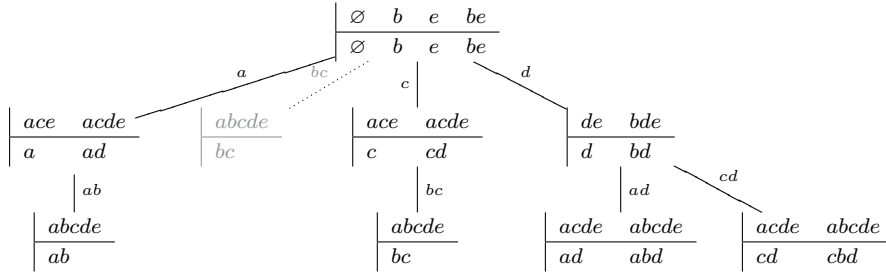 ∅ b e be
∅ b e be
a bc c d
ace acde abcde ace acde de bde
a ad bc c cd d bd
ab bc ad cd
abcde abcde acde abcde acde abcde
ab bc ad abd cd cbd